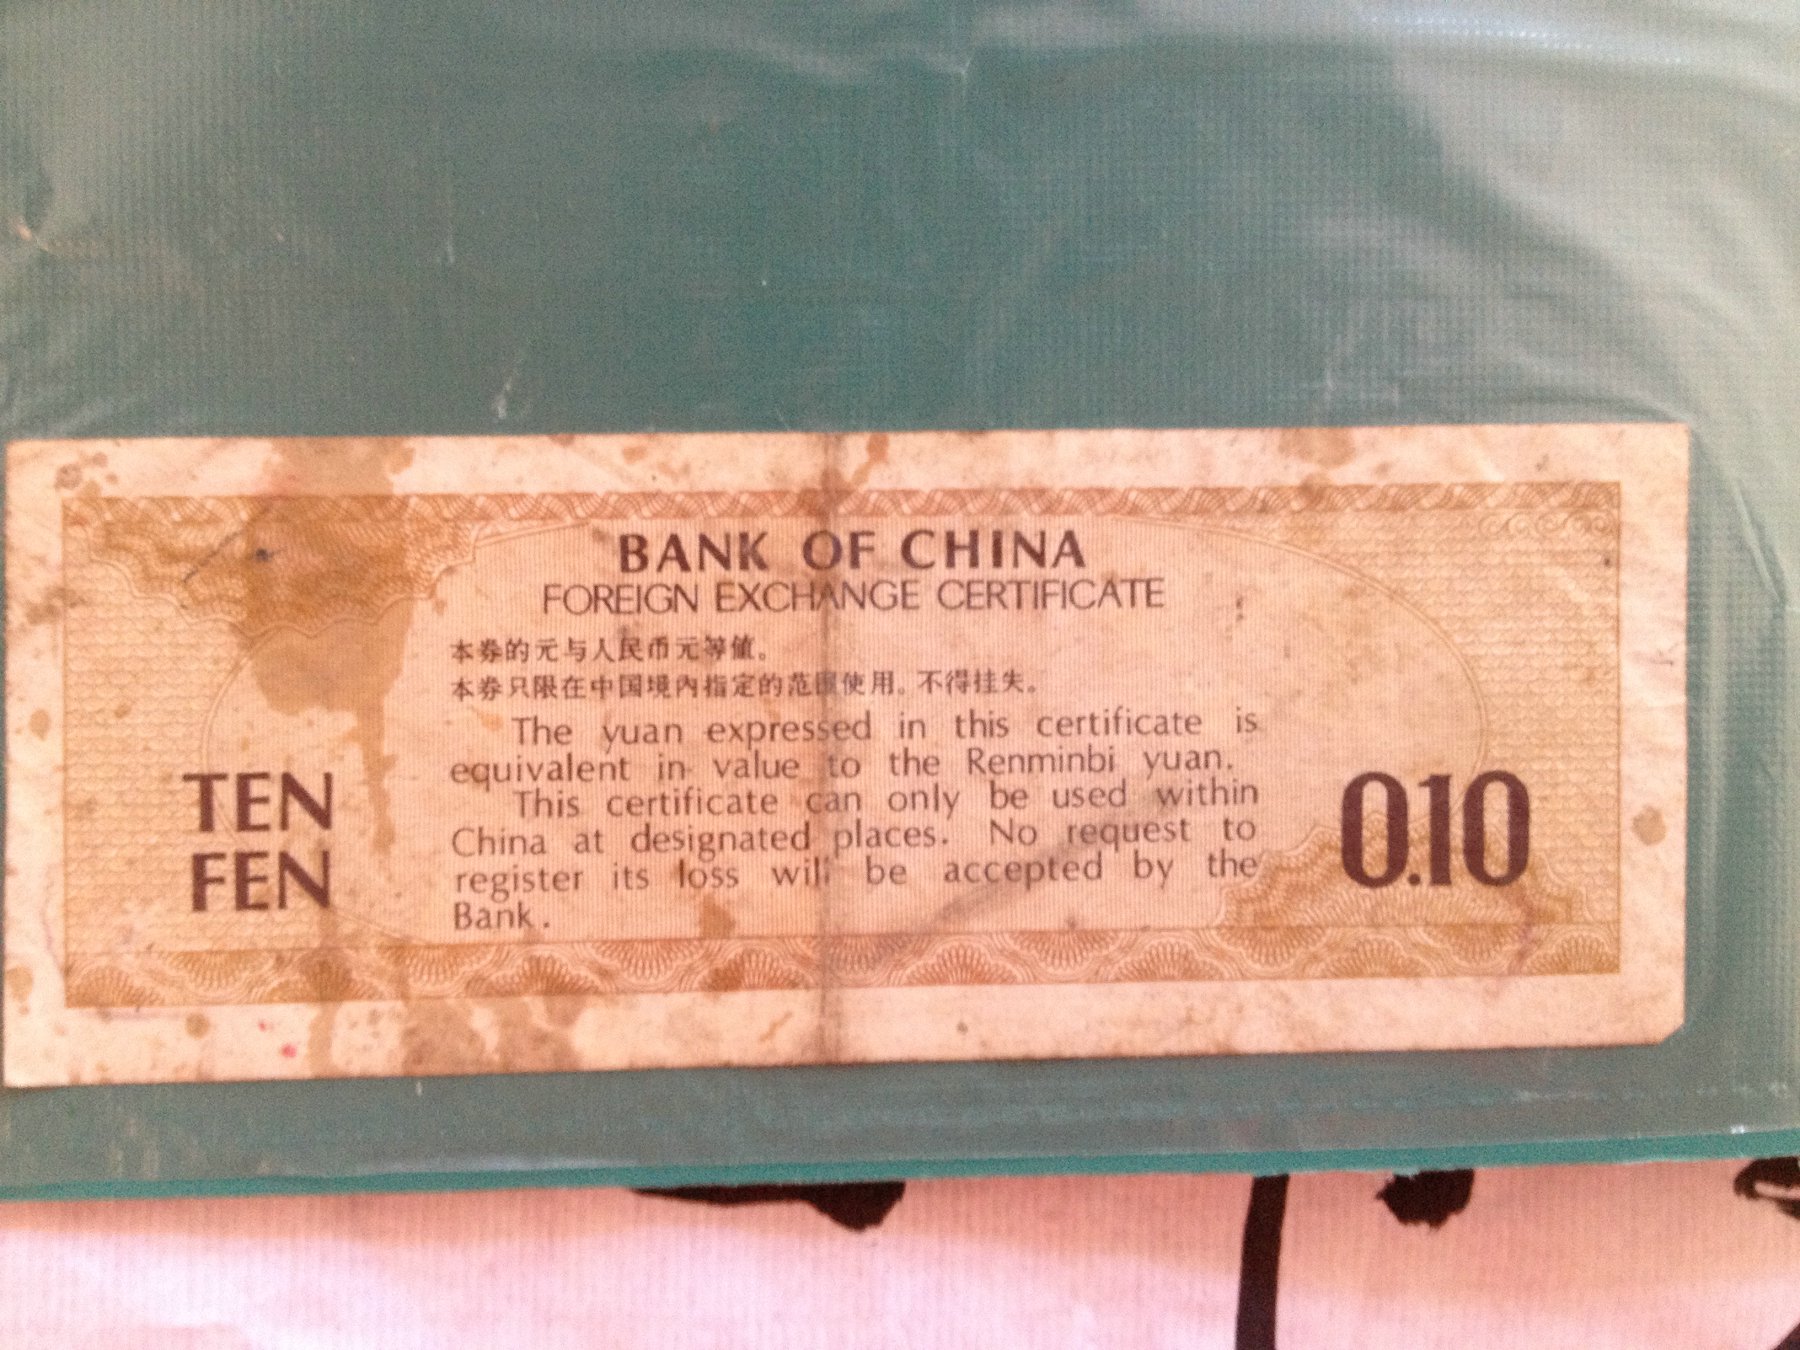 BANK OF CHINA
FOREIGN EXCHANGE CERTIFICATE
本券的元与人民币元等值。
本券只限在中国境内指定的范围使用。不得挂失。
The yuan expressed in this certificate is
equivalent in value to the Renminbi yuan.
This certificate can only be used within
China at designated places. No request to
register its loss will be accepted by the
Bank.
TEN
FEN
0.10